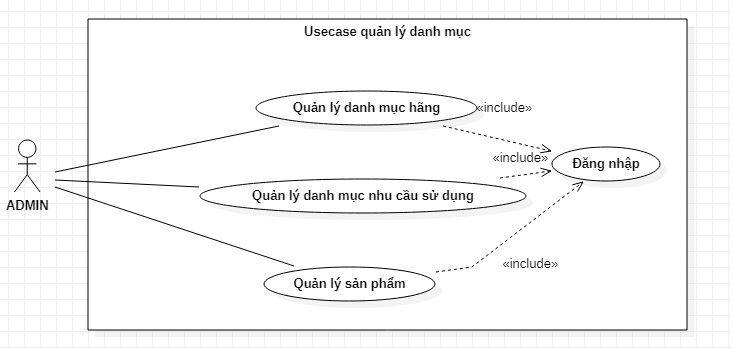 Usecase quản lý danh mục
Quản lý danh mục hãng
«include»
«include»
Đăng nhập
Quản lý danh mục nhu cầu sử dụng
ADMIN
«include»
Quản lý sản phẩm